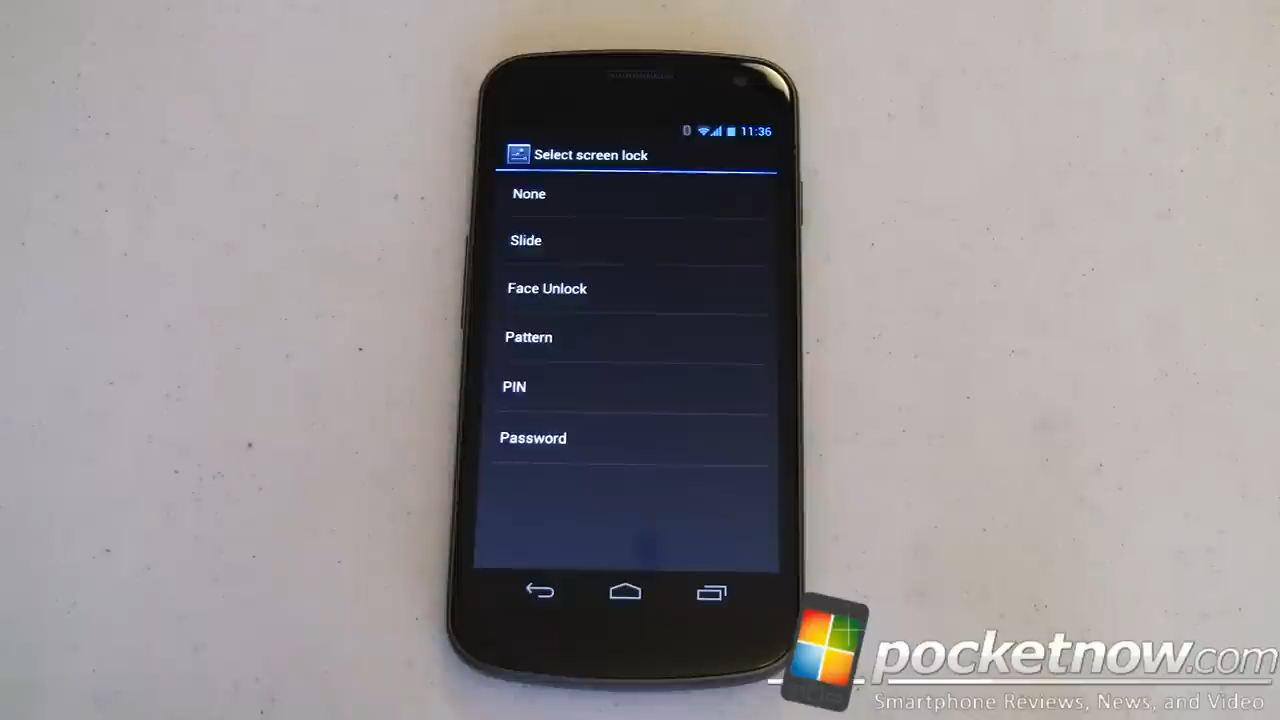 11:36
Select screen lock
None
Slide
Face Unlock
Pattern
PIN
Password
pocketnow.com
Smartphone Reviews, News, and Video